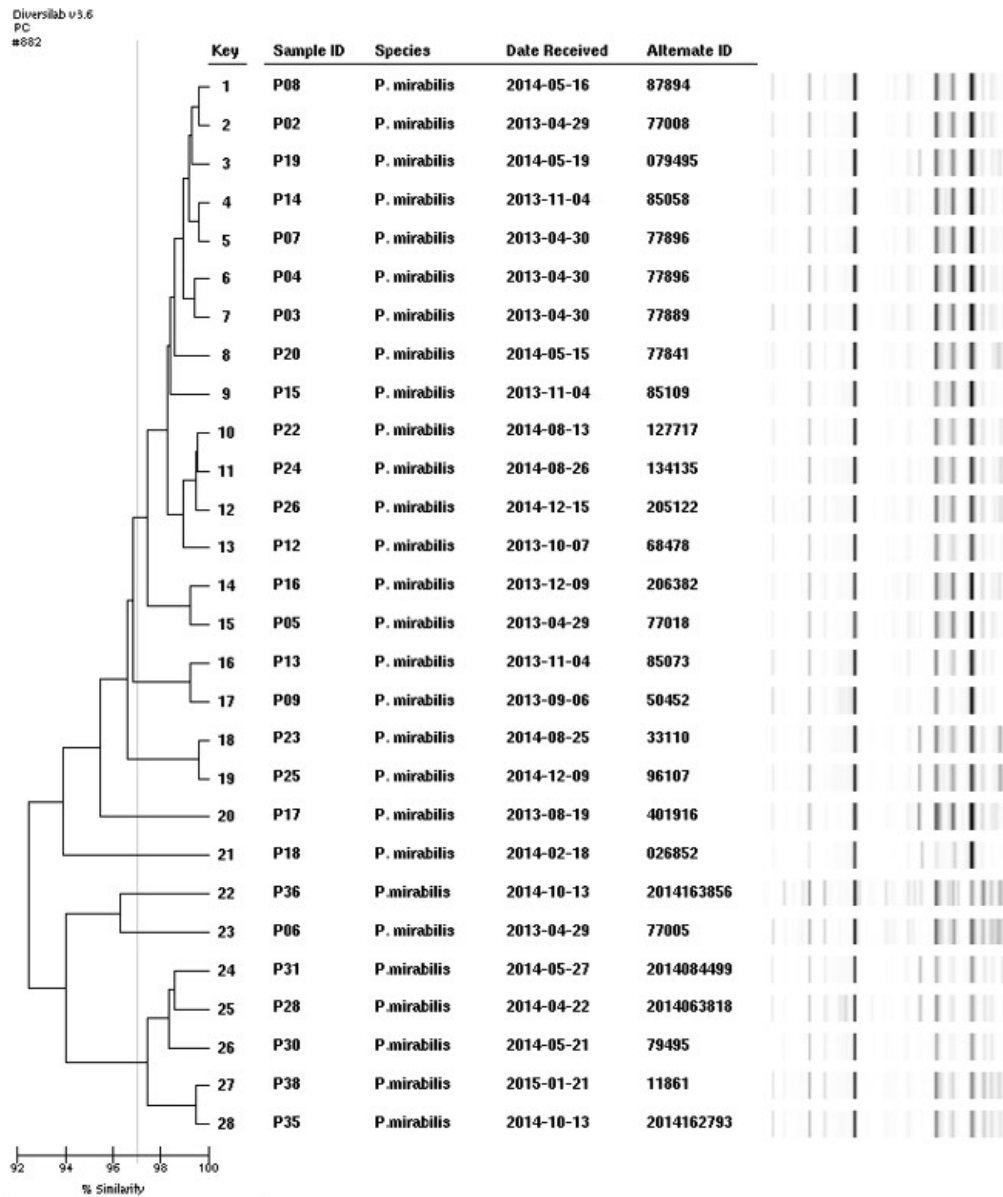 Diversilab v3.6
PC
#882
Key Sample ID Species Date Received Alternate ID
1 P08 P. mirabilis 2014-05-16 87894
2 P02 P. mirabilis 2013-04-29 77008
3 P19 P. mirabilis 2014-05-19 079495
4 P14 P. mirabilis 2013-11-04 85058
5 P07 P. mirabilis 2013-04-30 77896
6 P04 P. mirabilis 2013-04-30 77896
7 P03 P. mirabilis 2013-04-30 77889
8 P20 P. mirabilis 2014-05-15 77841
9 P15 P. mirabilis 2013-11-04 85109
10 P22 P. mirabilis 2014-08-13 127717
11 P24 P. mirabilis 2014-08-26 134135
12 P26 P. mirabilis 2014-12-15 205122
13 P12 P. mirabilis 2013-10-07 68478
14 P16 P. mirabilis 2013-12-09 206382
15 P05 P. mirabilis 2013-04-29 77018
16 P13 P. mirabilis 2013-11-04 85073
17 P09 P. mirabilis 2013-09-06 50452
18 P23 P. mirabilis 2014-08-25 33110
19 P25 P. mirabilis 2014-12-09 96107
20 P17 P. mirabilis 2013-08-19 401916
21 P18 P. mirabilis 2014-02-18 026852
22 P36 P.mirabilis 2014-10-13 2014163856
23 P06 P. mirabilis 2013-04-29 77005
24 P31 P.mirabilis 2014-05-27 2014084499
25 P28 P.mirabilis 2014-04-22 2014063818
26 P30 P.mirabilis 2014-05-21 79495
27 P38 P.mirabilis 2015-01-21 11861
28 P35 P.mirabilis 2014-10-13 2014162793
92 94 96 98 100
% Similarity